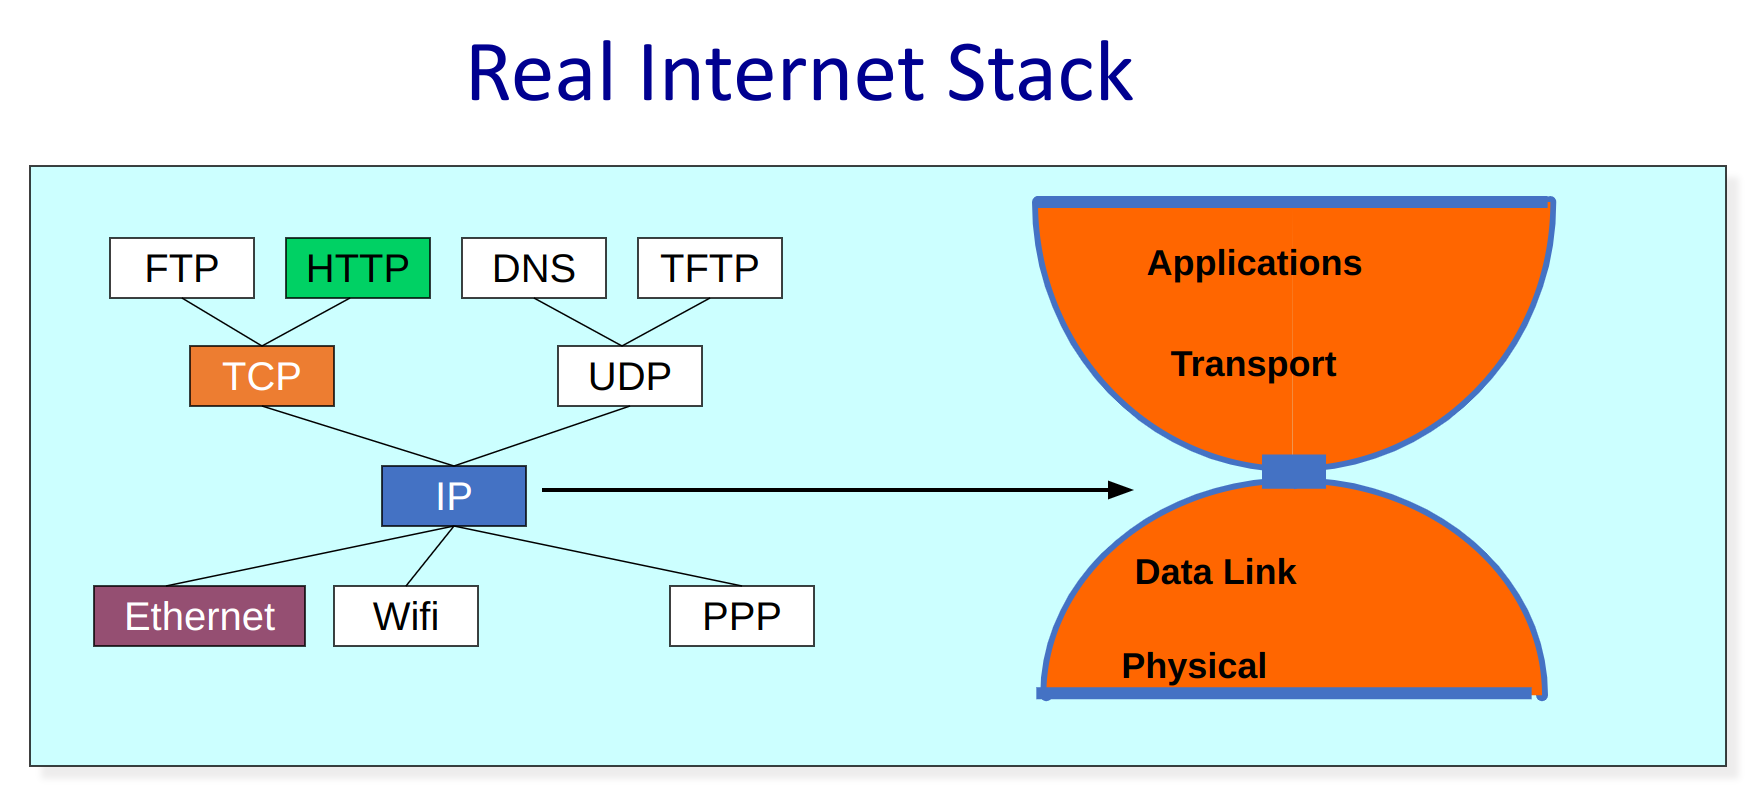 Real Internet Stack
FTP
HTTP
DNS
TFTP
TCP
UDP
IP
Ethernet
Wifi
PPP
Applications
Transport
Data Link
Physical